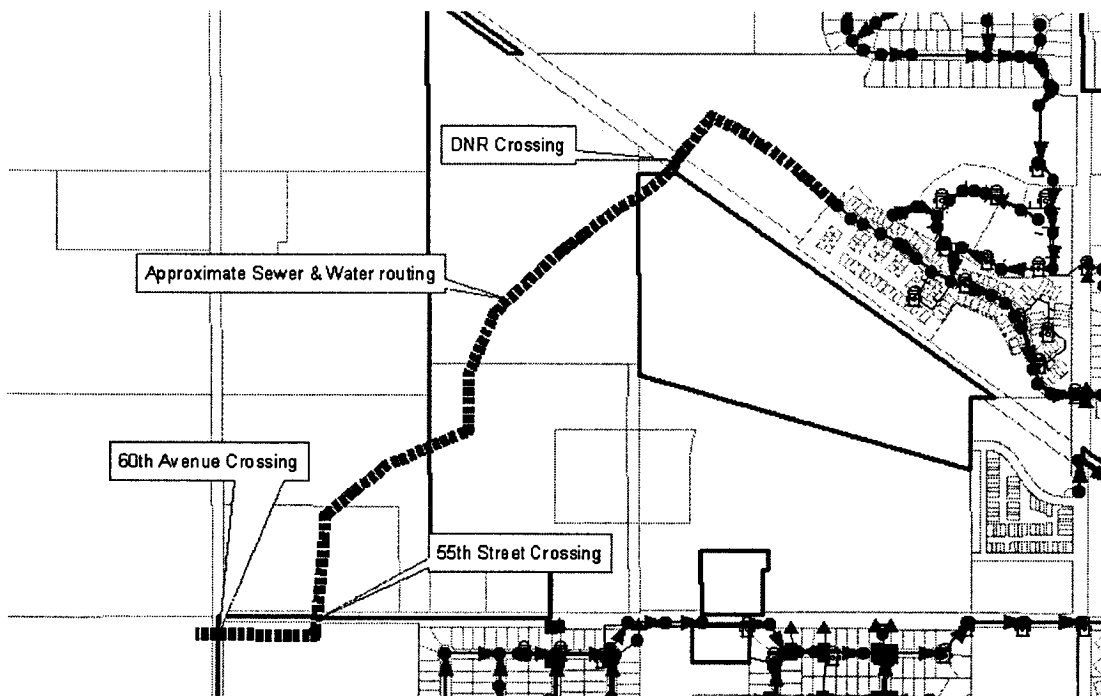 DNR Crossing
Approximate Sewer & Water routing
60th Avenue Crossing
55th Street Crossing